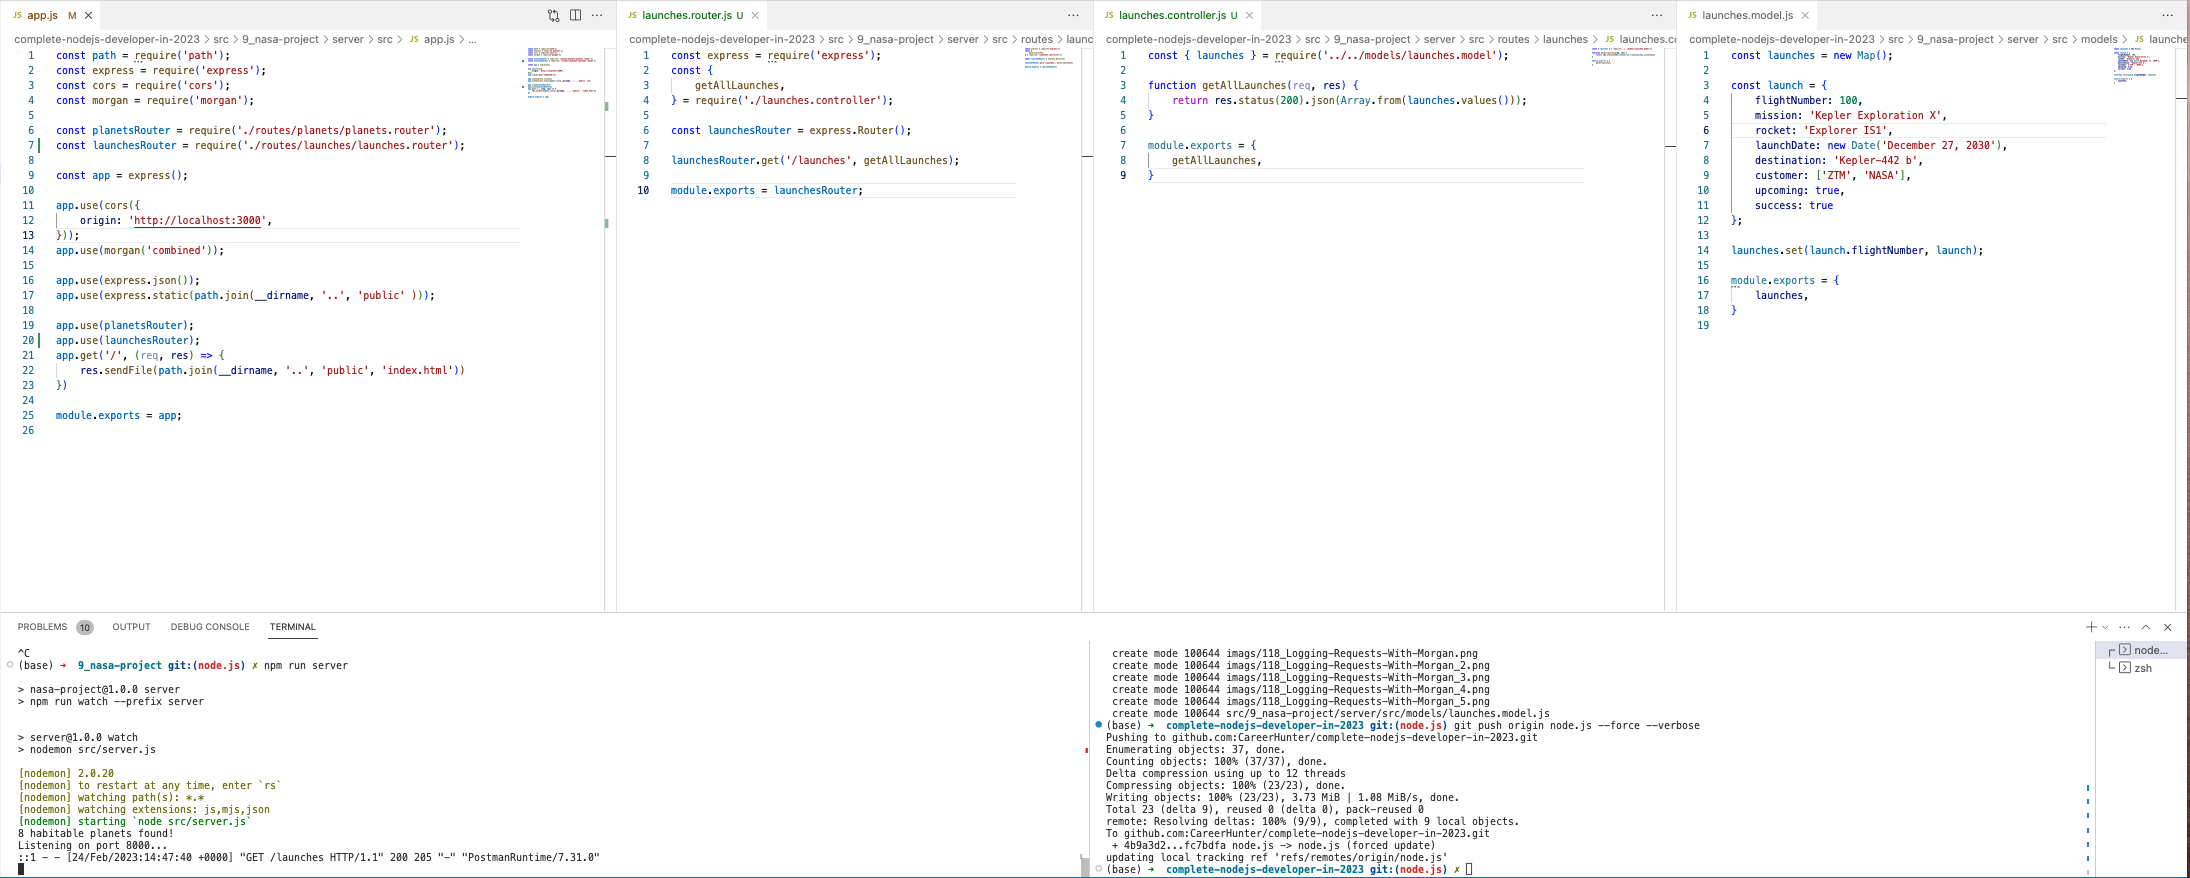 JS app.js M
complete-nodejs-developer-in-2023 > src > 9_nasa-project > server > src > JS app.js > ...
1 const path = require('path');
2 const express = require('express');
3 const cors = require('cors');
4 const morgan = require('morgan');
5
6 const planetsRouter = require('./routes/planets/planets.router');
7 const launchesRouter = require('./routes/launches/launches.router');
8
9 const app = express();
10
11 app.use(cors({
12 origin: 'http://localhost:3000',
13 }));
14 app.use(morgan('combined'));
15
16 app.use(express.json());
17 app.use(express.static(path.join(__dirname, '..', 'public' )));
18
19 app.use(planetsRouter);
20 app.use(launchesRouter);
21 app.get('/', (req, res) => {
22 res.sendFile(path.join(__dirname, '..', 'public', 'index.html'))
23 })
24
25 module.exports = app;
26
JS launches.router.js U
complete-nodejs-developer-in-2023 > src > 9_nasa-project > server > src > routes > launc
1 const express = require('express');
2 const {
3 getAllLaunches,
4 } = require('./launches.controller');
5
6 const launchesRouter = express.Router();
7
8 launchesRouter.get('/launches', getAllLaunches);
9
10 module.exports = launchesRouter;
JS launches.controller.js U
complete-nodejs-developer-in-2023 > src > 9_nasa-project > server > src > routes > launches > JS launches.co
1 const { launches } = require('../../models/launches.model');
2
3 function getAllLaunches(req, res) {
4 return res.status(200).json(Array.from(launches.values()));
5 }
6
7 module.exports = {
8 getAllLaunches,
9 }
JS launches.model.js
complete-nodejs-developer-in-2023 > src > 9_nasa-project > server > src > models > JS launche
1 const launches = new Map();
2
3 const launch = {
4 flightNumber: 100,
5 mission: 'Kepler Exploration X',
6 rocket: 'Explorer IS1',
7 launchDate: new Date('December 27, 2030'),
8 destination: 'Kepler-442 b',
9 customer: ['ZTM', 'NASA'],
10 upcoming: true,
11 success: true
12 };
13
14 launches.set(launch.flightNumber, launch);
15
16 module.exports = {
17 launches,
18 }
19
PROBLEMS 10 OUTPUT DEBUG CONSOLE TERMINAL
^C
(base) ➜ 9_nasa-project git:(node.js) ✗ npm run server
> nasa-project@1.0.0 server
> npm run watch --prefix server
> server@1.0.0 watch
> nodemon src/server.js
[nodemon] 2.0.20
[nodemon] to restart at any time, enter `rs`
[nodemon] watching path(s): *.*
[nodemon] watching extensions: js,mjs,json
[nodemon] starting `node src/server.js`
8 habitable planets found!
Listening on port 8000...
::1 - - [24/Feb/2023:14:47:40 +0000] "GET /launches HTTP/1.1" 200 205 "-" "PostmanRuntime/7.31.0"
create mode 100644 imags/118_Logging-Requests-With-Morgan.png
create mode 100644 imags/118_Logging-Requests-With-Morgan_2.png
create mode 100644 imags/118_Logging-Requests-With-Morgan_3.png
create mode 100644 imags/118_Logging-Requests-With-Morgan_4.png
create mode 100644 imags/118_Logging-Requests-With-Morgan_5.png
create mode 100644 src/9_nasa-project/server/src/models/launches.model.js
(base) ➜ complete-nodejs-developer-in-2023 git:(node.js) git push origin node.js --force --verbose
Pushing to github.com:CareerHunter/complete-nodejs-developer-in-2023.git
Enumerating objects: 37, done.
Counting objects: 100% (37/37), done.
Delta compression using up to 12 threads
Compressing objects: 100% (23/23), done.
Writing objects: 100% (23/23), 3.73 MiB | 1.08 MiB/s, done.
Total 23 (delta 9), reused 0 (delta 0), pack-reused 0
remote: Resolving deltas: 100% (9/9), completed with 9 local objects.
To github.com:CareerHunter/complete-nodejs-developer-in-2023.git
+ 4b9a3d2...fc7bdfa node.js -> node.js (forced update)
updating local tracking ref 'refs/remotes/origin/node.js'
(base) ➜ complete-nodejs-developer-in-2023 git:(node.js) ✗
node...
zsh